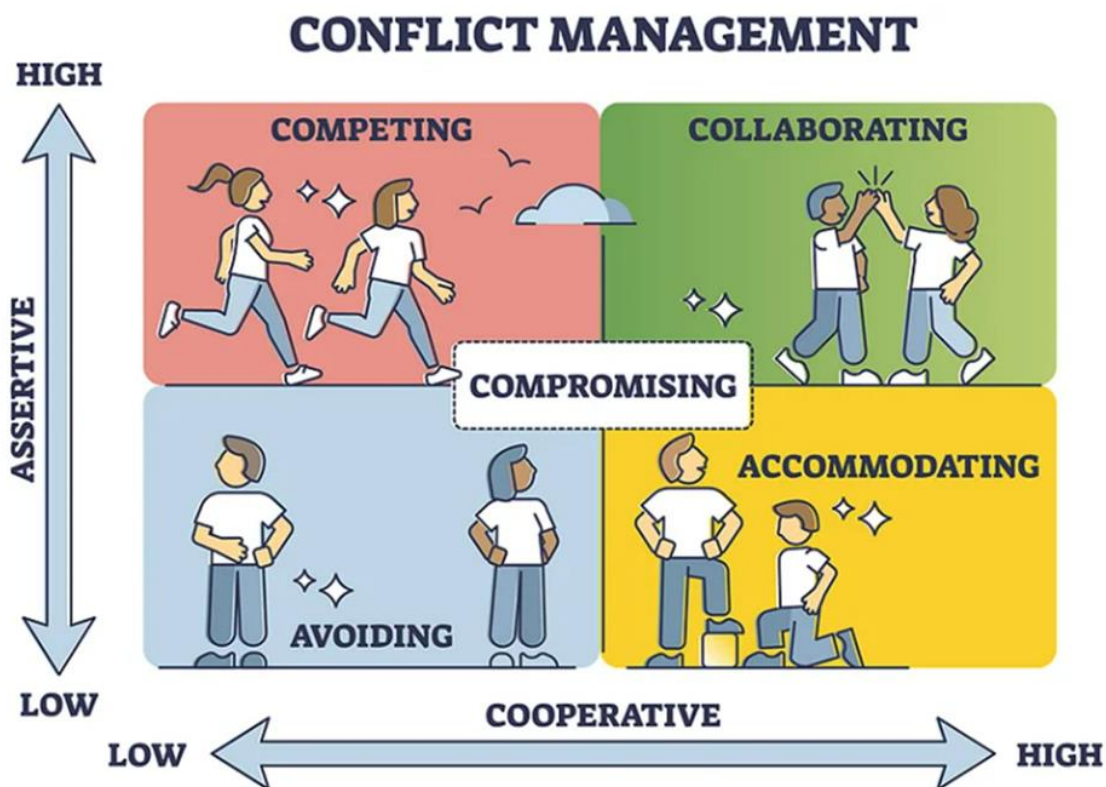 CONFLICT MANAGEMENT
HIGH
COMPETING
COLLABORATING
ASSERTIVE
COMPROMISING
ACCOMMODATING
AVOIDING
LOW
COOPERATIVE
LOW
HIGH